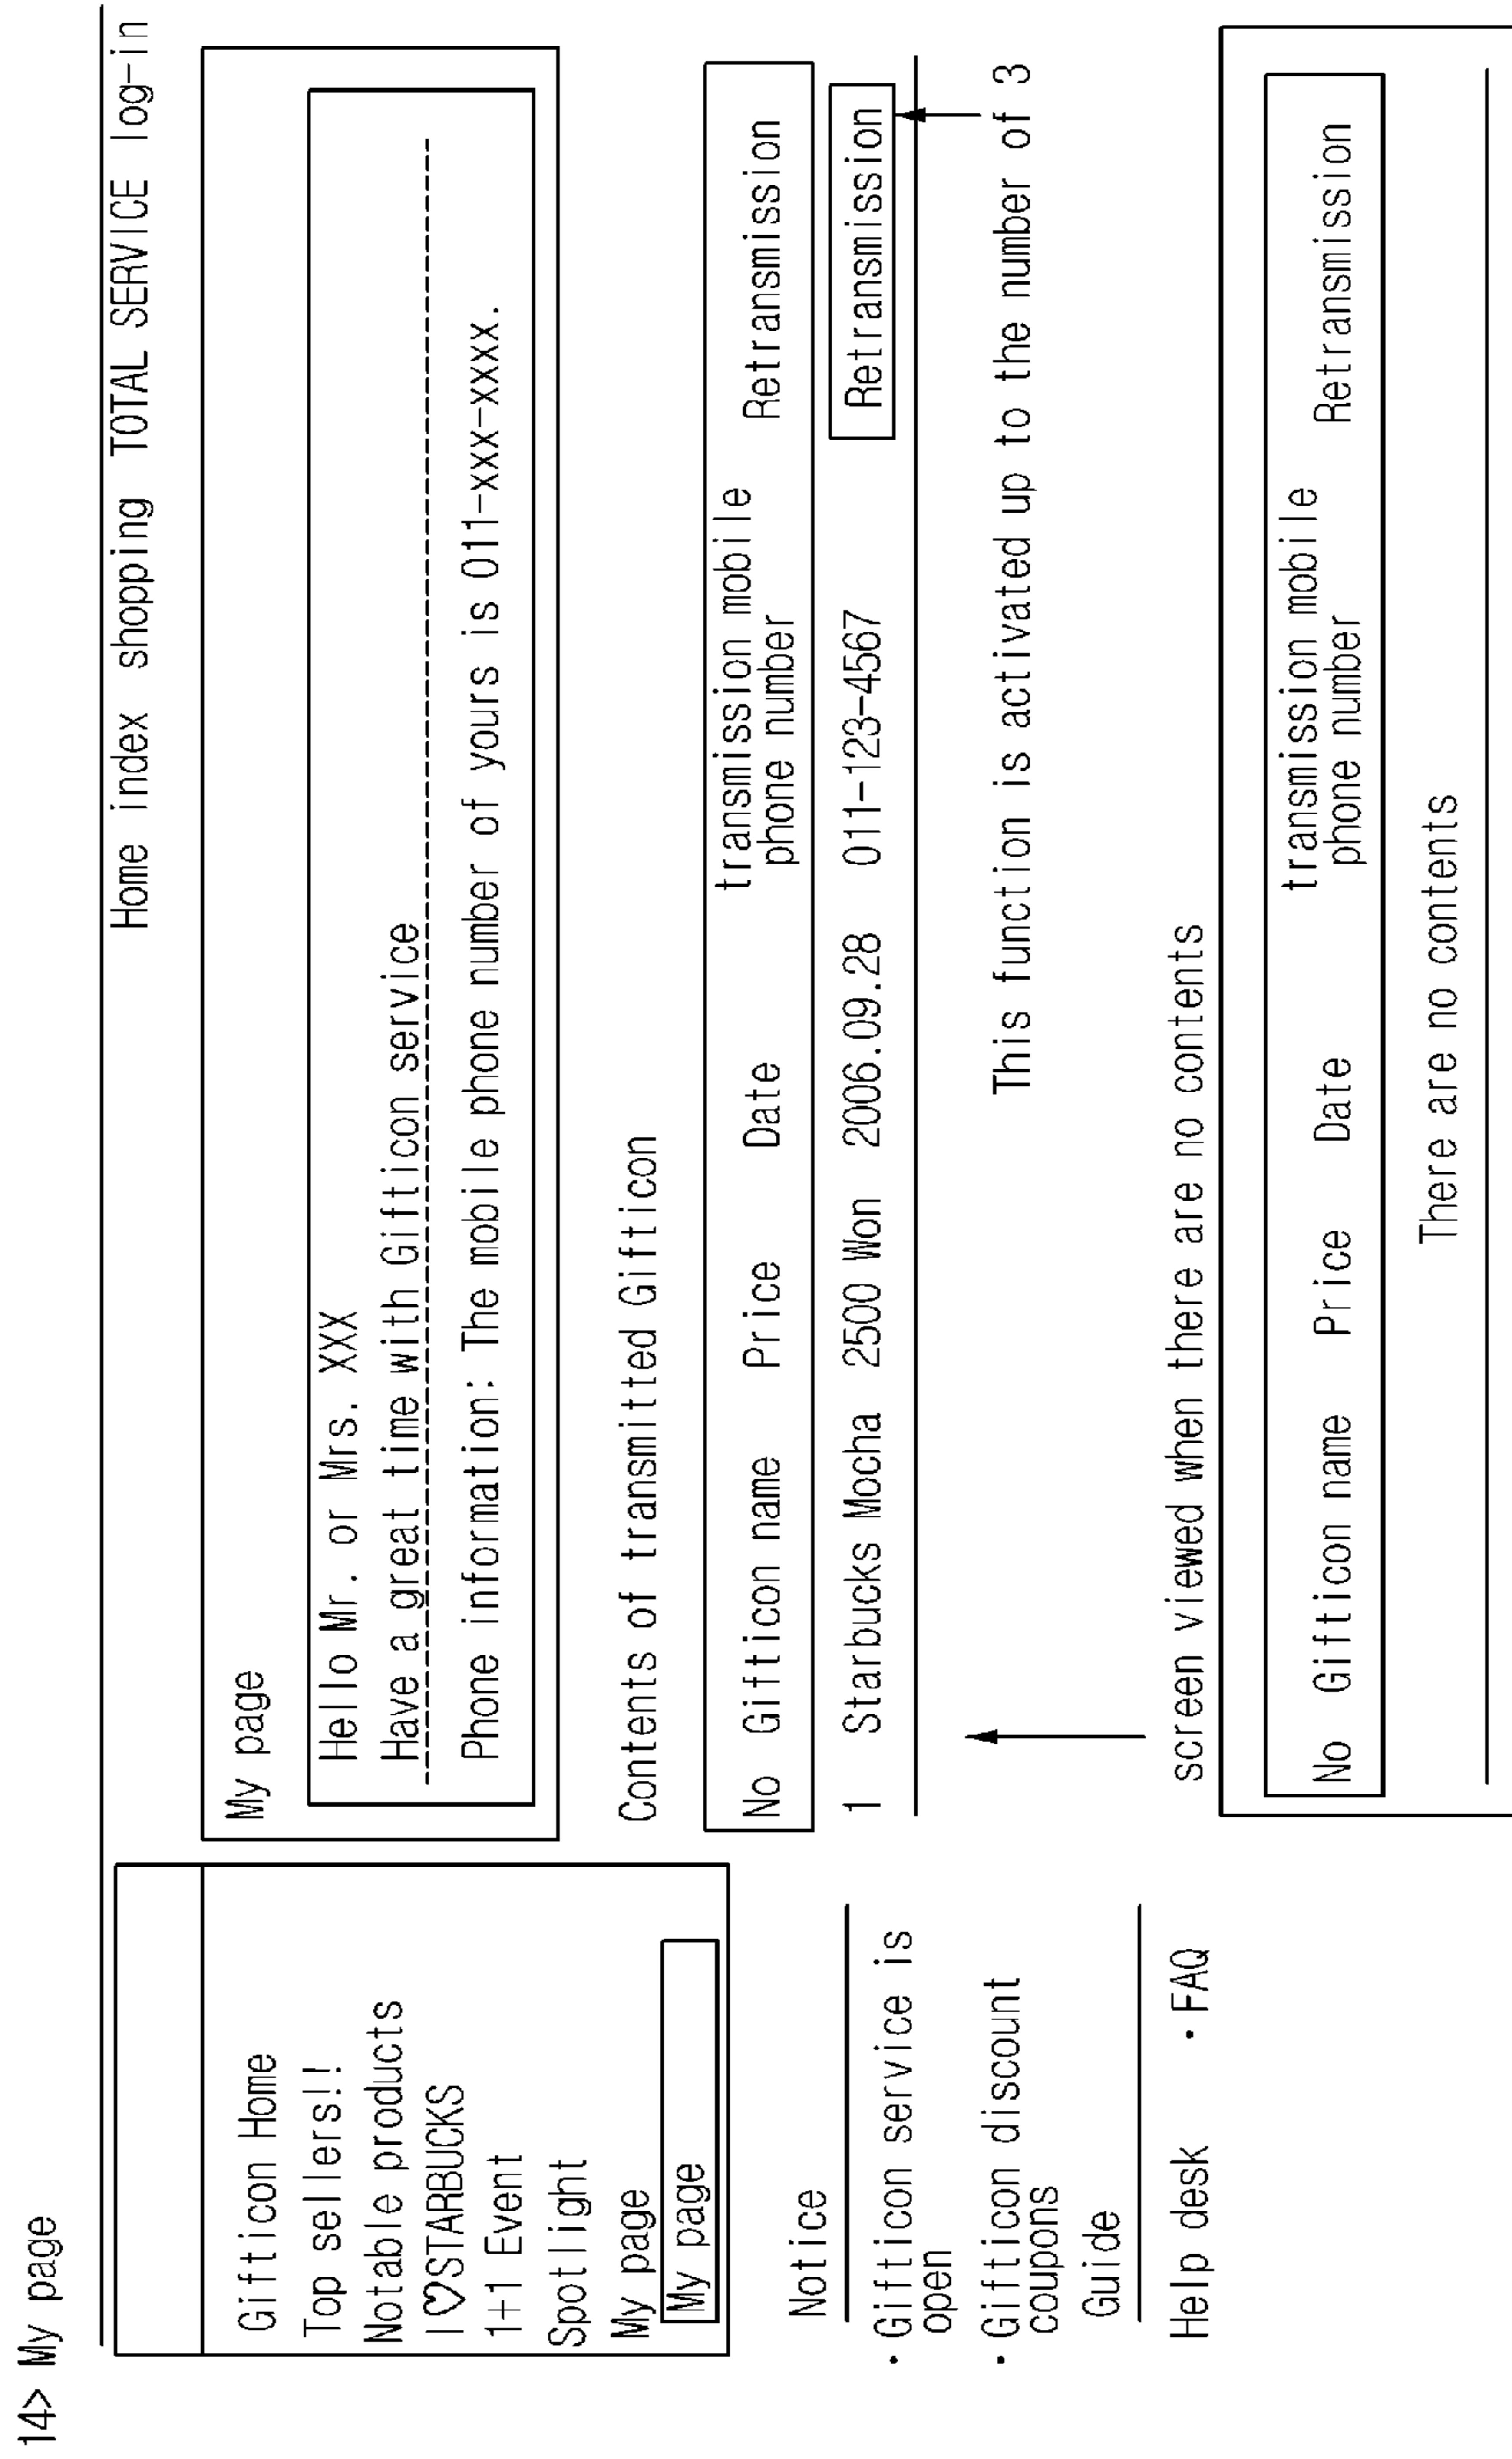 14> My page
Home index shopping TOTAL SERVICE log-in
Gifticon Home
Top sellers!!
Notable products
I ♡STARBUCKS
1+1 Event
Spotlight
My page
My page
Notice
· Gifticon service is
open
· Gifticon discount
coupons
Guide
Help desk · FAQ
My page
Hello Mr. or Mrs. XXX
Have a great time with Gifticon service
Phone information: The mobile phone number of yours is 011-xxx-xxxx.
Contents of transmitted Gifticon
No Gifticon name Price Date transmission mobile
phone number Retransmission
1 Starbucks Mocha 2500 Won 2006.09.28 011-123-4567 Retransmission
This function is activated up to the number of 3
screen viewed when there are no contents
No Gifticon name Price Date transmission mobile
phone number Retransmission
There are no contents